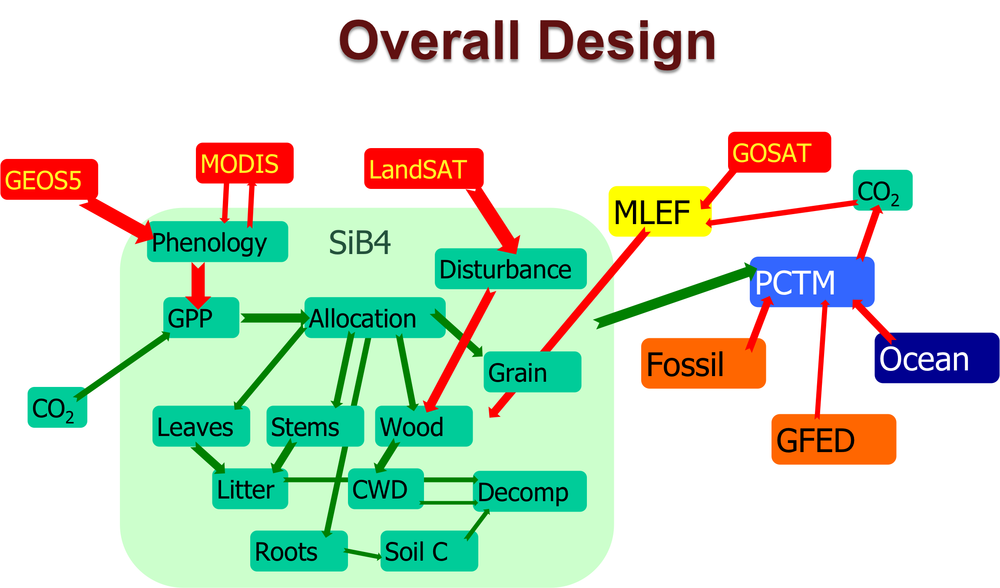 Overall Design
GEOS5
MODIS
LandSAT
GOSAT
MLEF
CO₂
Phenology
SiB4
Disturbance
PCTM
GPP
Allocation
Grain
Fossil
Ocean
CO₂
Leaves
Stems
Wood
GFED
Litter
CWD
Decomp
Roots
Soil C